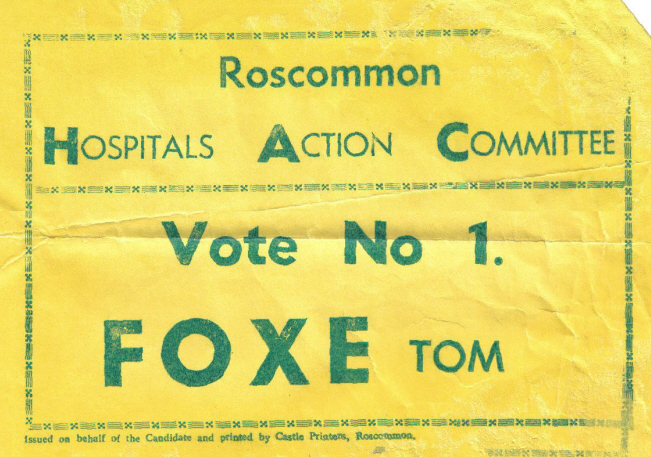 Roscommon
HOSPITALS ACTION COMMITTEE
Vote No 1.
FOXE TOM
Issued on behalf of the Candidate and printed by Castle Printers, Roscommon.